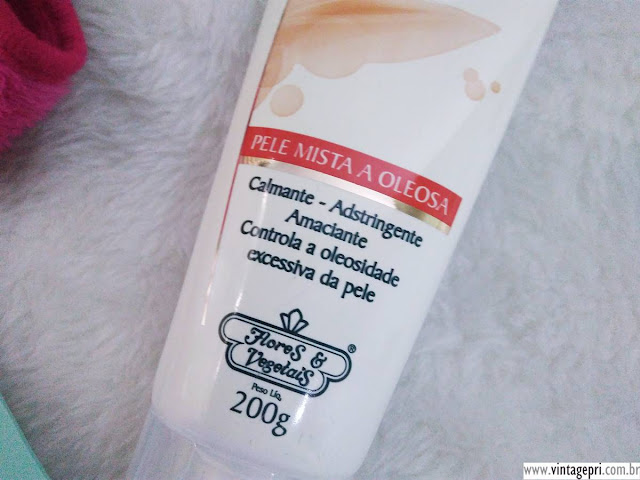 PELE MISTA A OLEOSA
Calmante - Adstringente
Amaciante
Controla a oleosidade
excessiva da pele
Flores &
Vegetais
®
Peso Líq.
200g
www.vintagepri.com.br